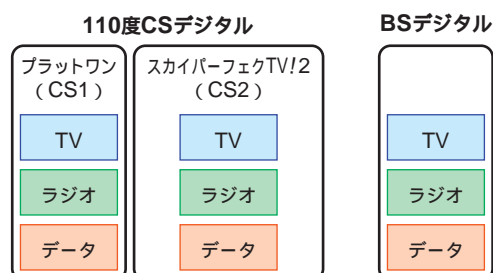 110度CSデジタル
BSデジタル
プラットワン
（CS1）
スカイパーフェクTV!2
（CS2）
TV
TV
TV
ラジオ
ラジオ
ラジオ
データ
データ
データ